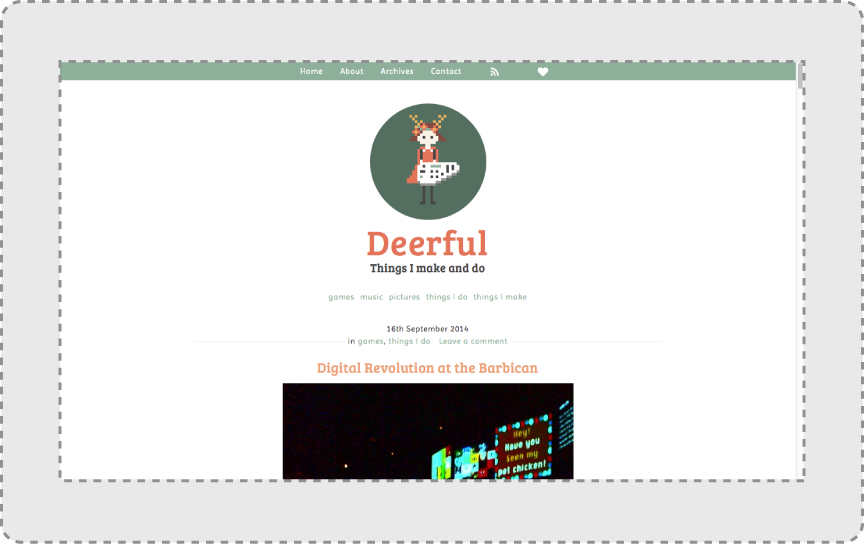 Home About Archives Contact
Deerful
Things I make and do
games music pictures things I do things I make
16th September 2014
in games, things I do Leave a comment
Digital Revolution at the Barbican
Hey!
Have you
Seen my
pet chicken?